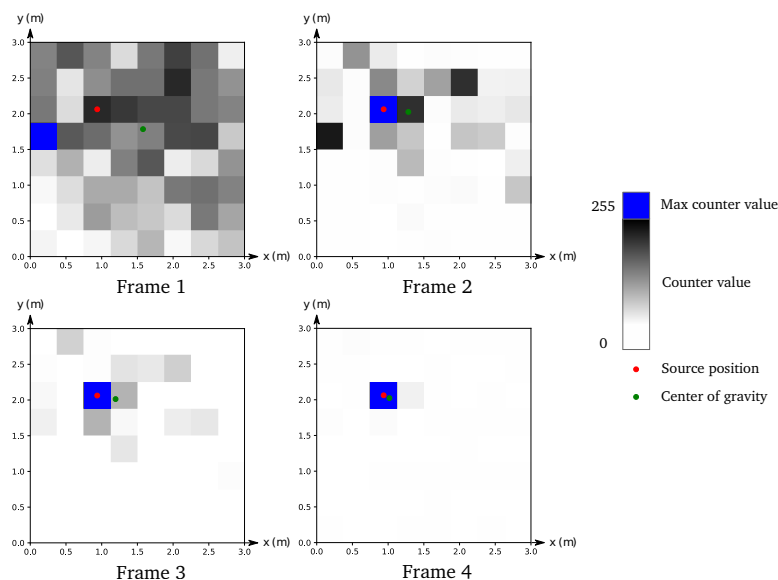 y (m)
3.0
2.5
2.0
1.5
1.0
0.5
0.0
0.0 0.5 1.0 1.5 2.0 2.5 3.0
x (m)
Frame 1
y (m)
3.0
2.5
2.0
1.5
1.0
0.5
0.0
0.0 0.5 1.0 1.5 2.0 2.5 3.0
x (m)
Frame 2
255 Max counter value
Counter value
0
Source position
Center of gravity
y (m)
3.0
2.5
2.0
1.5
1.0
0.5
0.0
0.0 0.5 1.0 1.5 2.0 2.5 3.0
x (m)
Frame 3
y (m)
3.0
2.5
2.0
1.5
1.0
0.5
0.0
0.0 0.5 1.0 1.5 2.0 2.5 3.0
x (m)
Frame 4